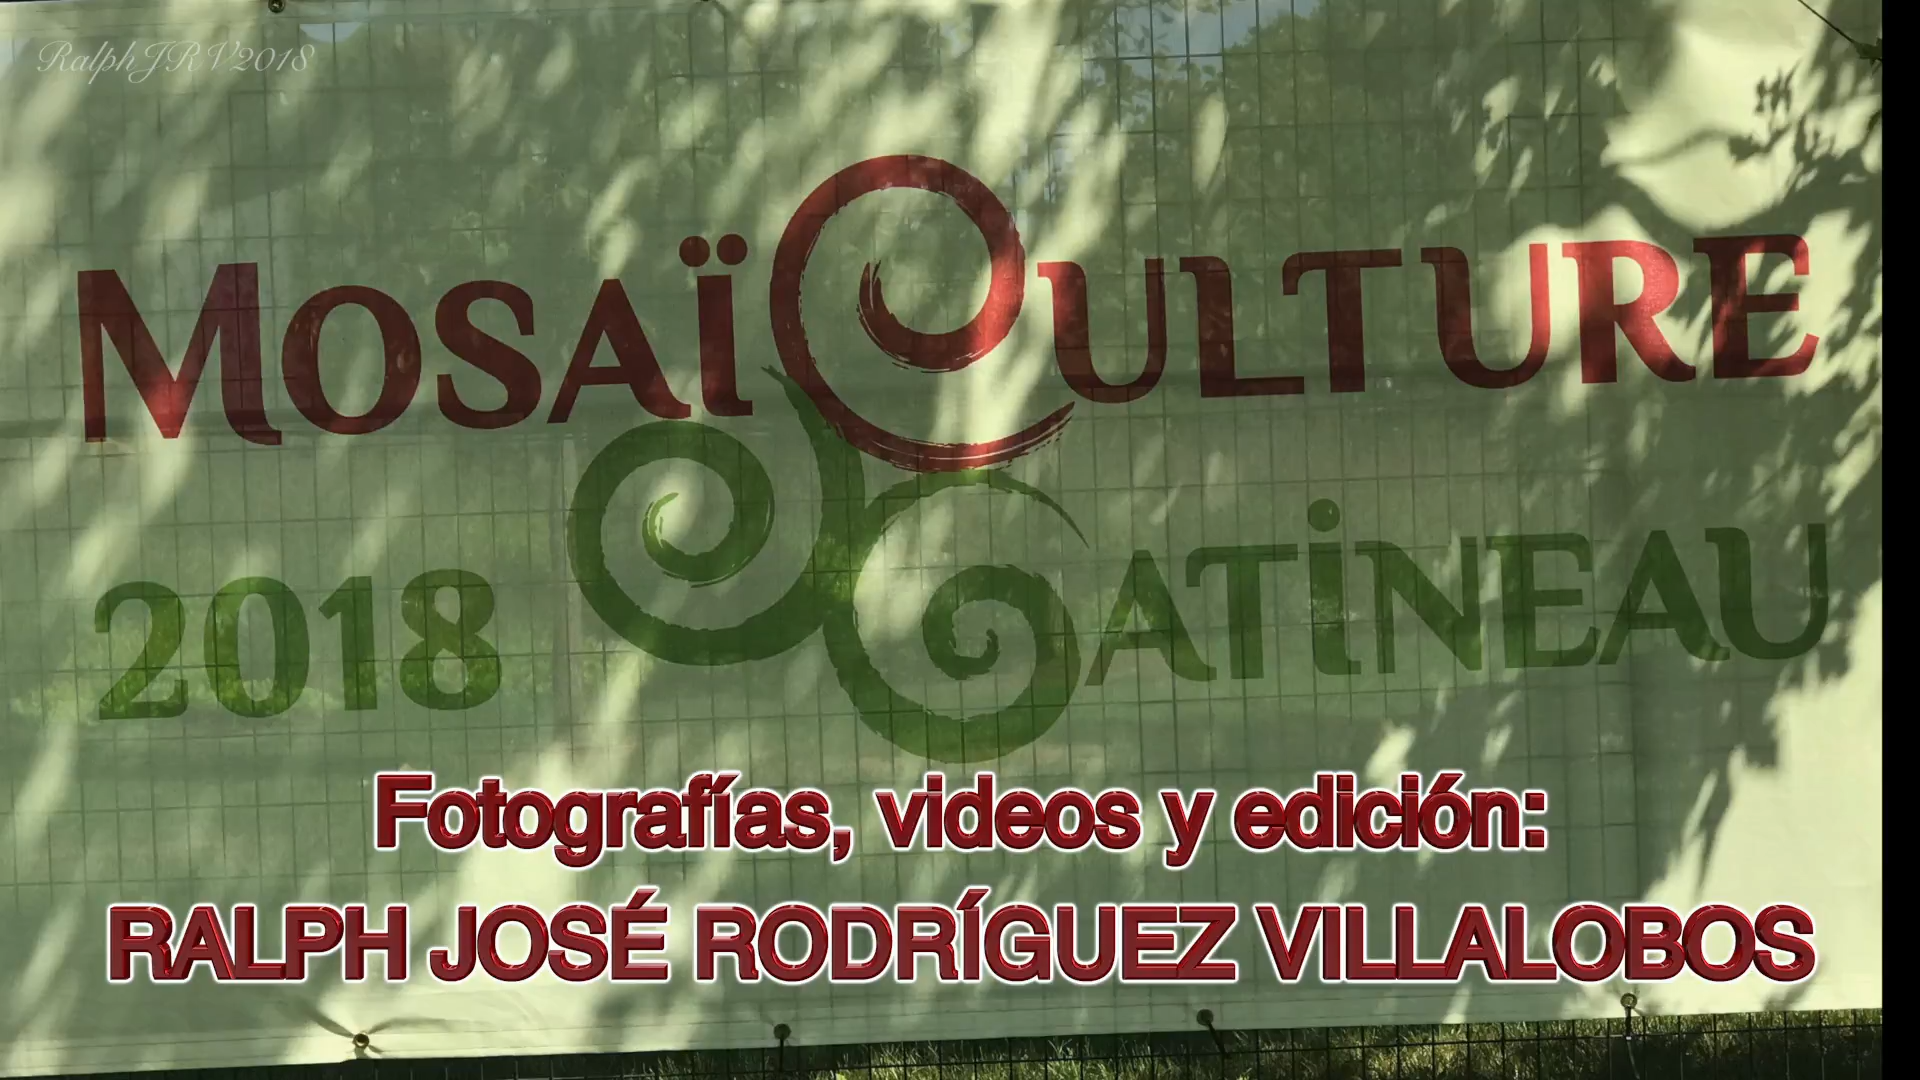 RalphJRV2018
MOSAÏCULTURE
2018 GATINEAU
Fotografías, videos y edición:
RALPH JOSÉ RODRÍGUEZ VILLALOBOS